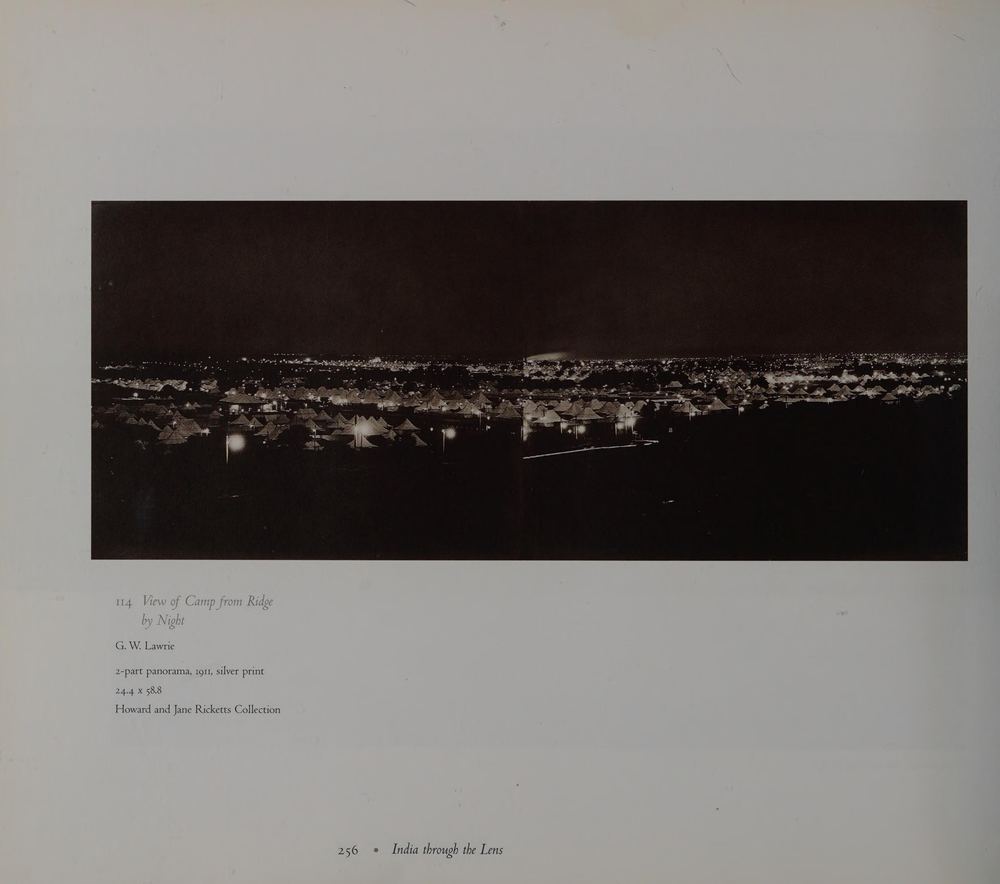 114 View of Camp from Ridge
by Night
G. W. Lawrie
2-part panorama, 1911, silver print
24.4 x 58.8
Howard and Jane Ricketts Collection
256 • India through the Lens